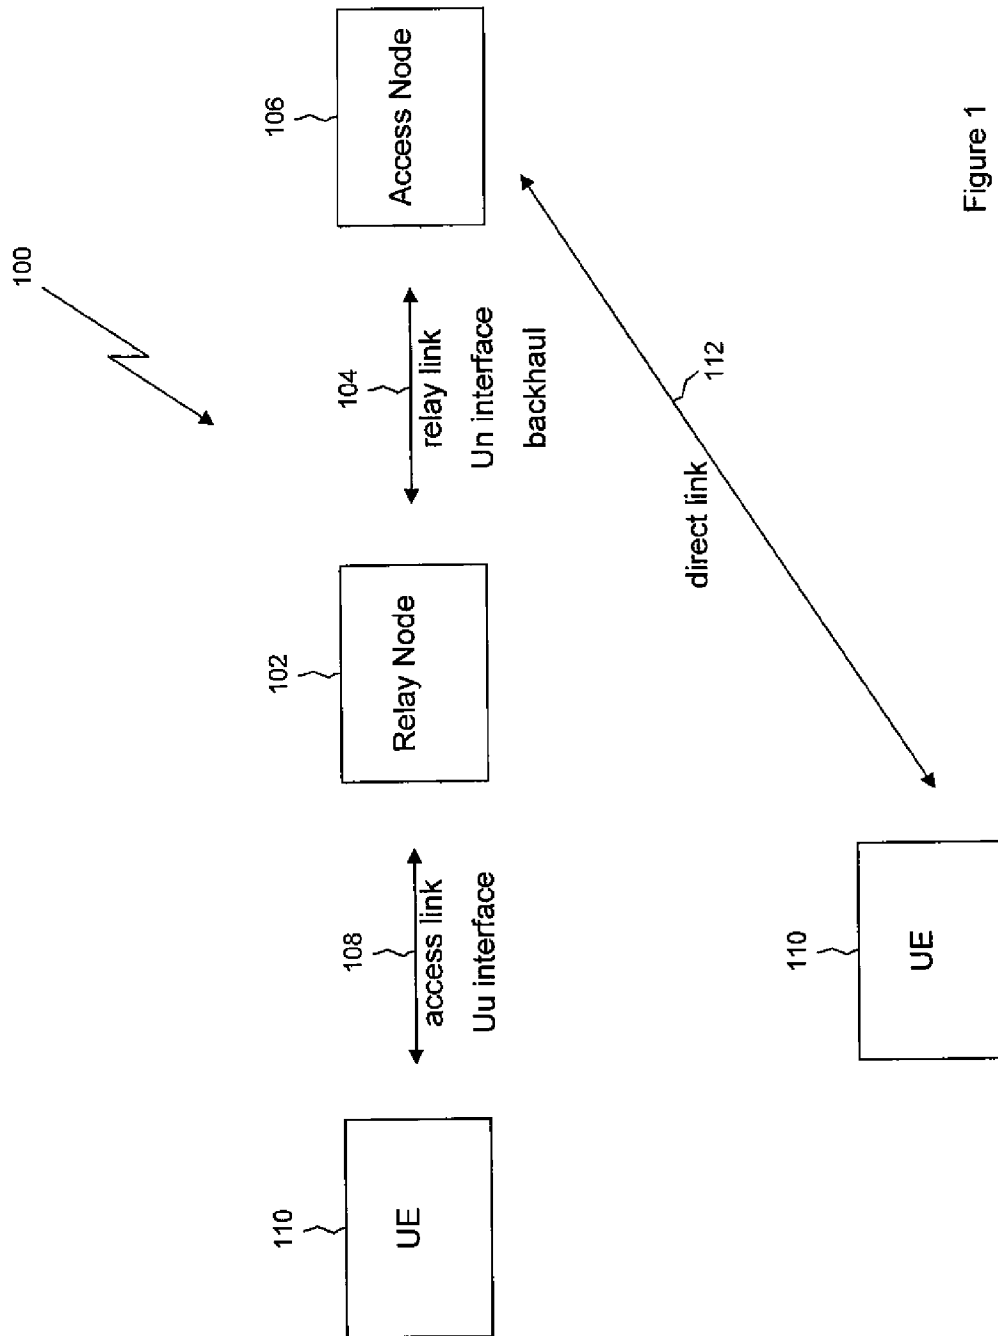 100
106
Access Node
104
relay link
Un interface
backhaul
102
Relay Node
108
access link
Uu interface
110
UE
112
direct link
110
UE
Figure 1